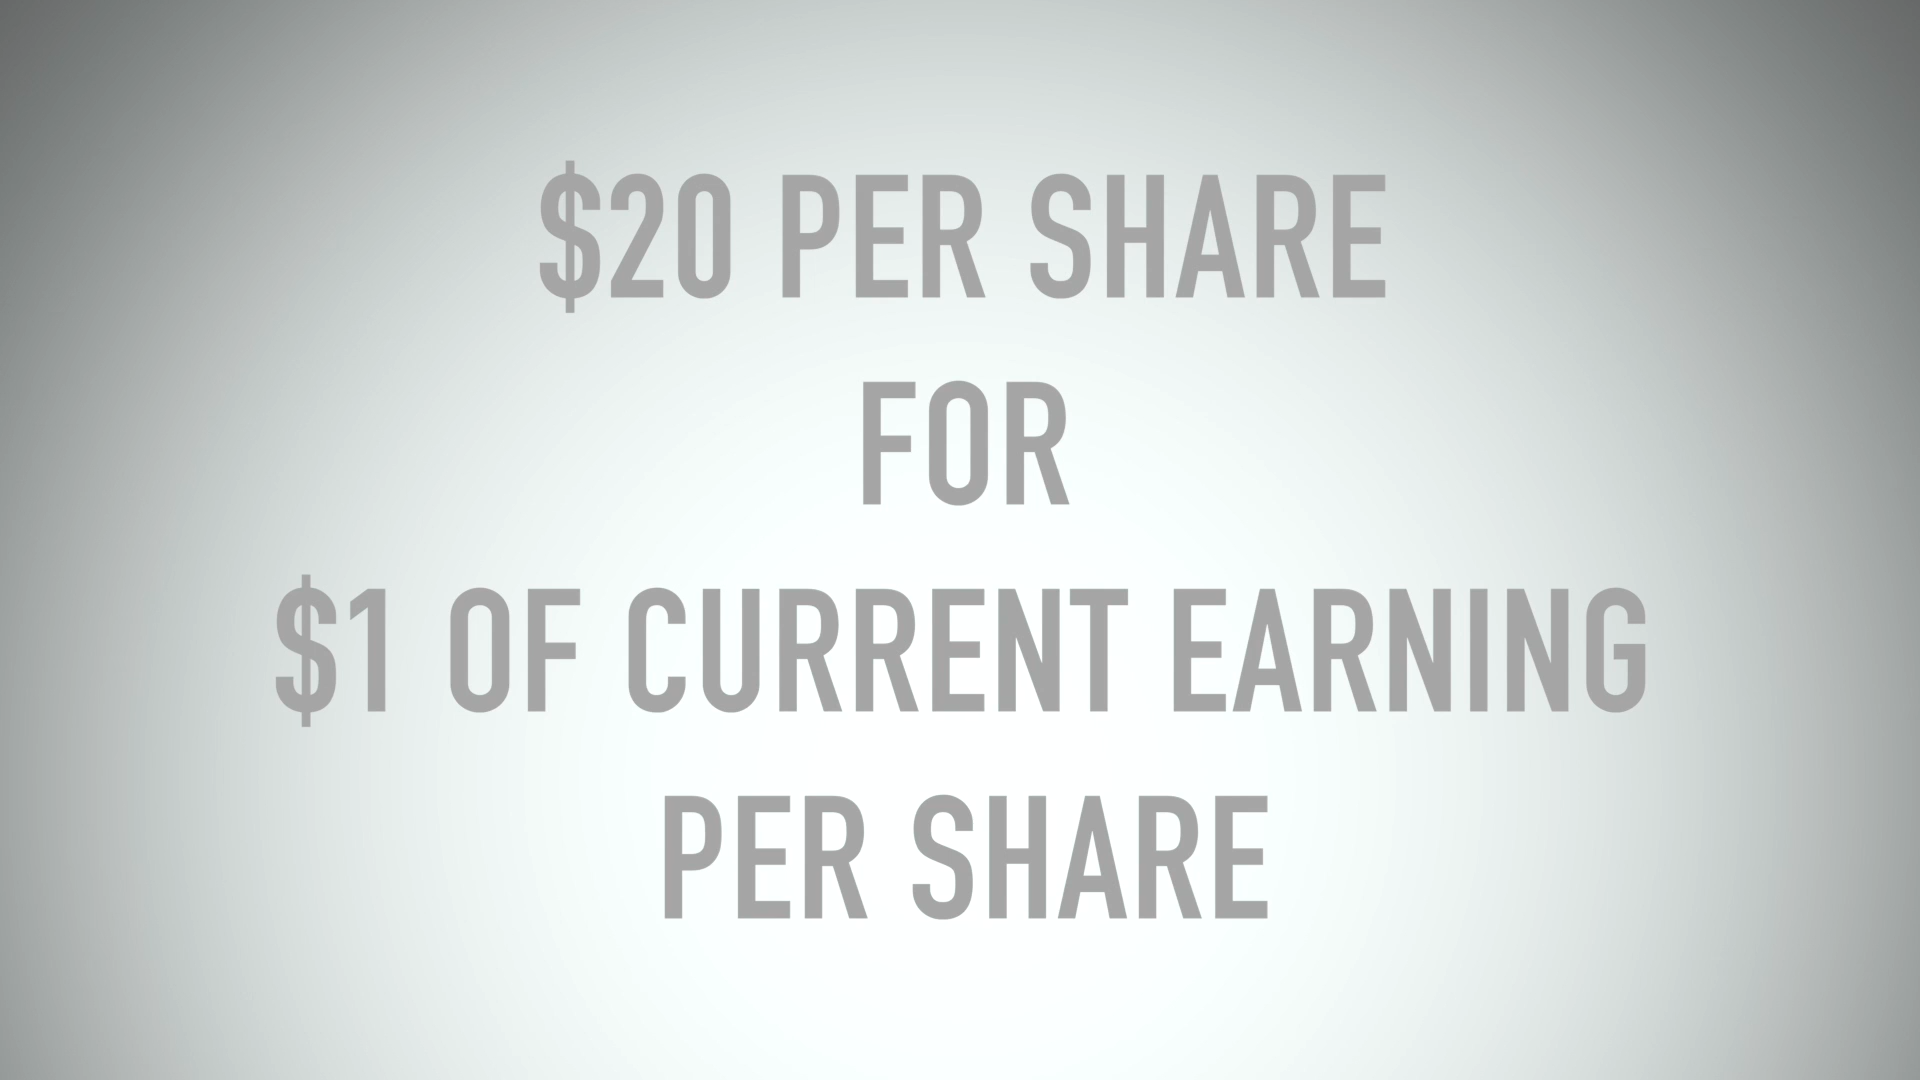 $20 PER SHARE
FOR
$1 OF CURRENT EARNING
PER SHARE